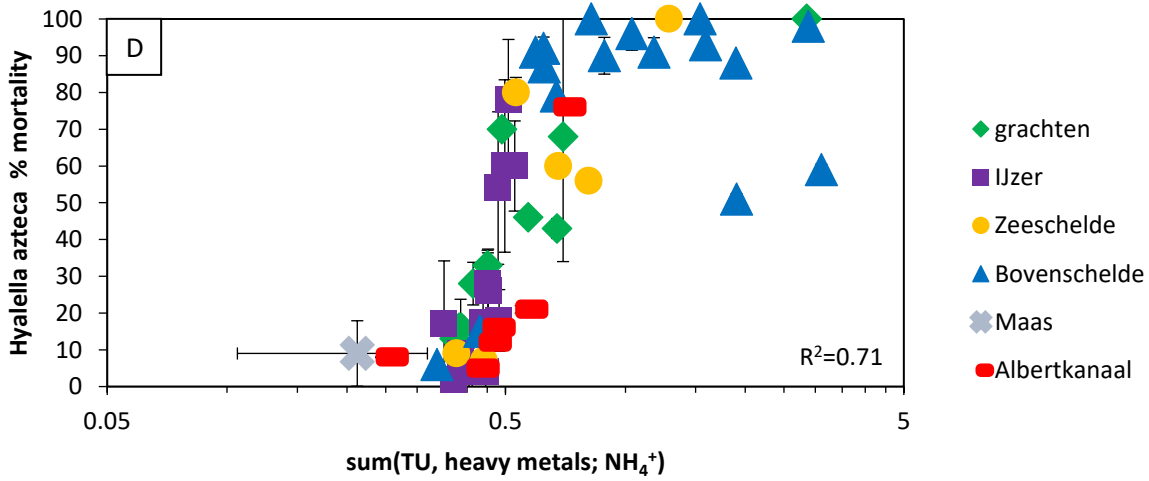 D
Hyalella azteca % mortality
100
90
80
70
60
50
40
30
20
10
0
0.05
0.5
5
sum(TU, heavy metals; NH₄⁺)
R²=0.71
grachten
IJzer
Zeeschelde
Bovenschelde
Maas
Albertkanaal